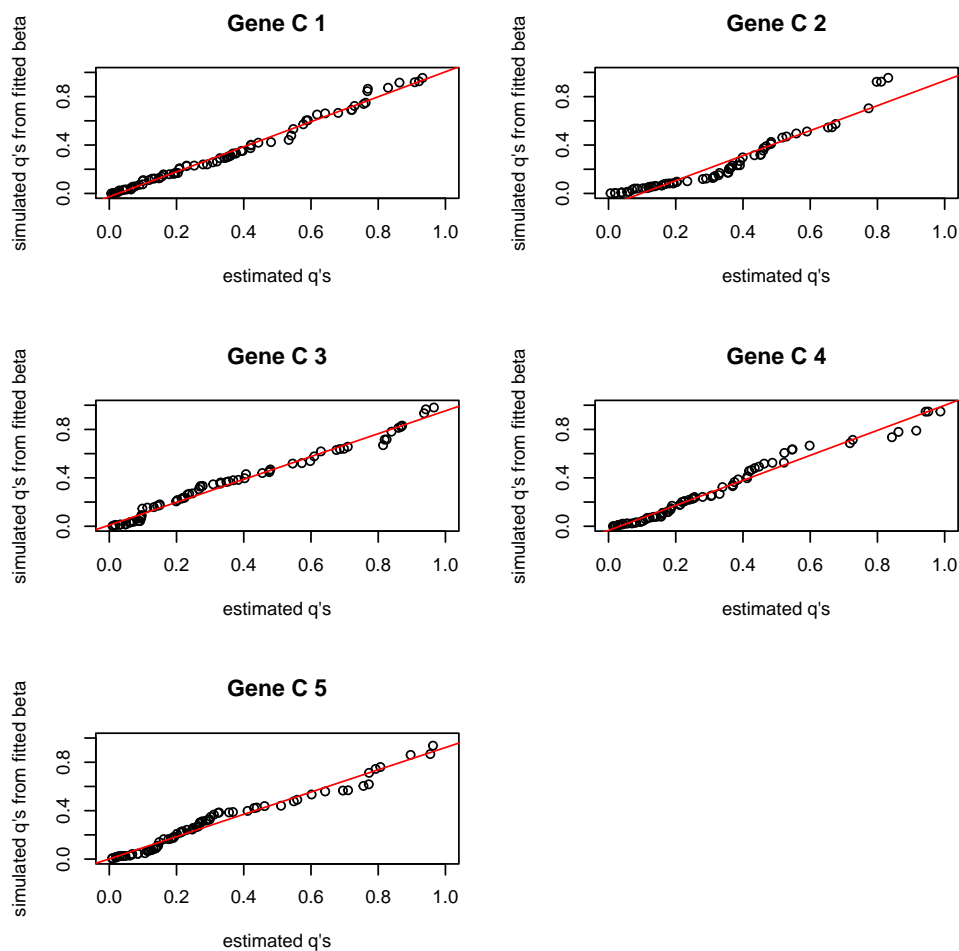 Gene C 1
simulated q's from fitted beta
0.0 0.4 0.8
0.0 0.2 0.4 0.6 0.8 1.0
estimated q's
Gene C 2
simulated q's from fitted beta
0.0 0.4 0.8
0.0 0.2 0.4 0.6 0.8 1.0
estimated q's
Gene C 3
simulated q's from fitted beta
0.0 0.4 0.8
0.0 0.2 0.4 0.6 0.8 1.0
estimated q's
Gene C 4
simulated q's from fitted beta
0.0 0.4 0.8
0.0 0.2 0.4 0.6 0.8 1.0
estimated q's
Gene C 5
simulated q's from fitted beta
0.0 0.4 0.8
0.0 0.2 0.4 0.6 0.8 1.0
estimated q's